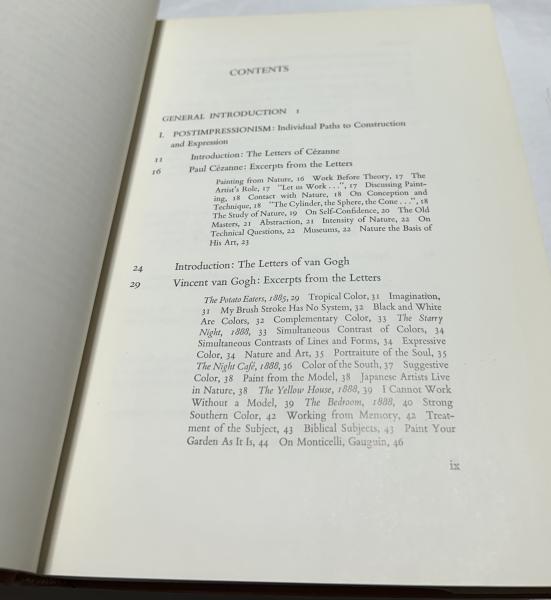 CONTENTS
GENERAL INTRODUCTION 1
I. POSTIMPRESSIONISM: Individual Paths to Construction
and Expression
11 Introduction: The Letters of Cézanne
16 Paul Cézanne: Excerpts from the Letters
Painting from Nature, 16 Work Before Theory, 17 The
Artist's Role, 17 "Let us Work . . .", 17 Discussing Paint-
ing, 18 Contact with Nature, 18 On Conception and
Technique, 18 "The Cylinder, the Sphere, the Cone . . .", 18
The Study of Nature, 19 On Self-Confidence, 20 The Old
Masters, 21 Abstraction, 21 Intensity of Nature, 22 On
Technical Questions, 22 Museums, 22 Nature the Basis of
His Art, 23
24 Introduction: The Letters of van Gogh
29 Vincent van Gogh: Excerpts from the Letters
The Potato Eaters, 1885, 29 Tropical Color, 31 Imagination,
31 My Brush Stroke Has No System, 32 Black and White
Are Colors, 32 Complementary Color, 33 The Starry
Night, 1888, 33 Simultaneous Contrast of Colors, 34
Simultaneous Contrasts of Lines and Forms, 34 Expressive
Color, 34 Nature and Art, 35 Portraiture of the Soul, 35
The Night Café, 1888, 36 Color of the South, 37 Suggestive
Color, 38 Paint from the Model, 38 Japanese Artists Live
in Nature, 38 The Yellow House, 1888, 39 I Cannot Work
Without a Model, 39 The Bedroom, 1888, 40 Strong
Southern Color, 42 Working from Memory, 42 Treat-
ment of the Subject, 43 Biblical Subjects, 43 Paint Your
Garden As It Is, 44 On Monticelli, Gauguin, 46
ix